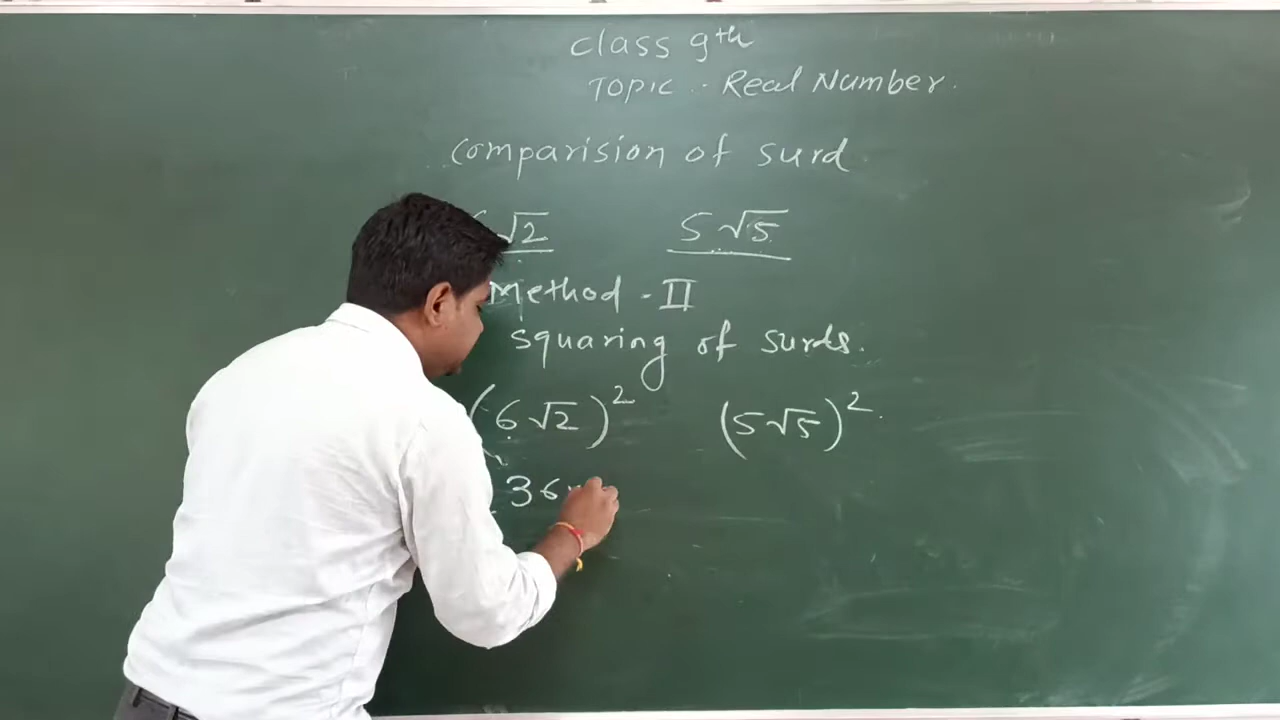 class 9th
TOPIC :- Real Number.
comparision of surd
√2 5√5
Method - II
squaring of surds.
(6√2)² (5√5)².
36